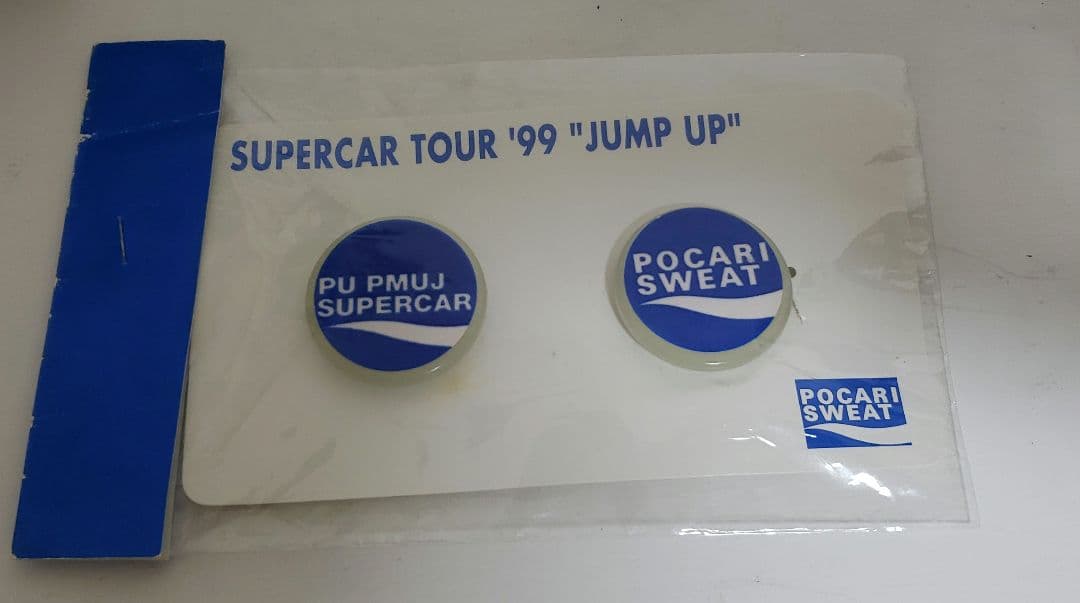 SUPERCAR TOUR '99 "JUMP UP"
PU PMUJ
SUPERCAR
POCARI
SWEAT
POCARI
SWEAT